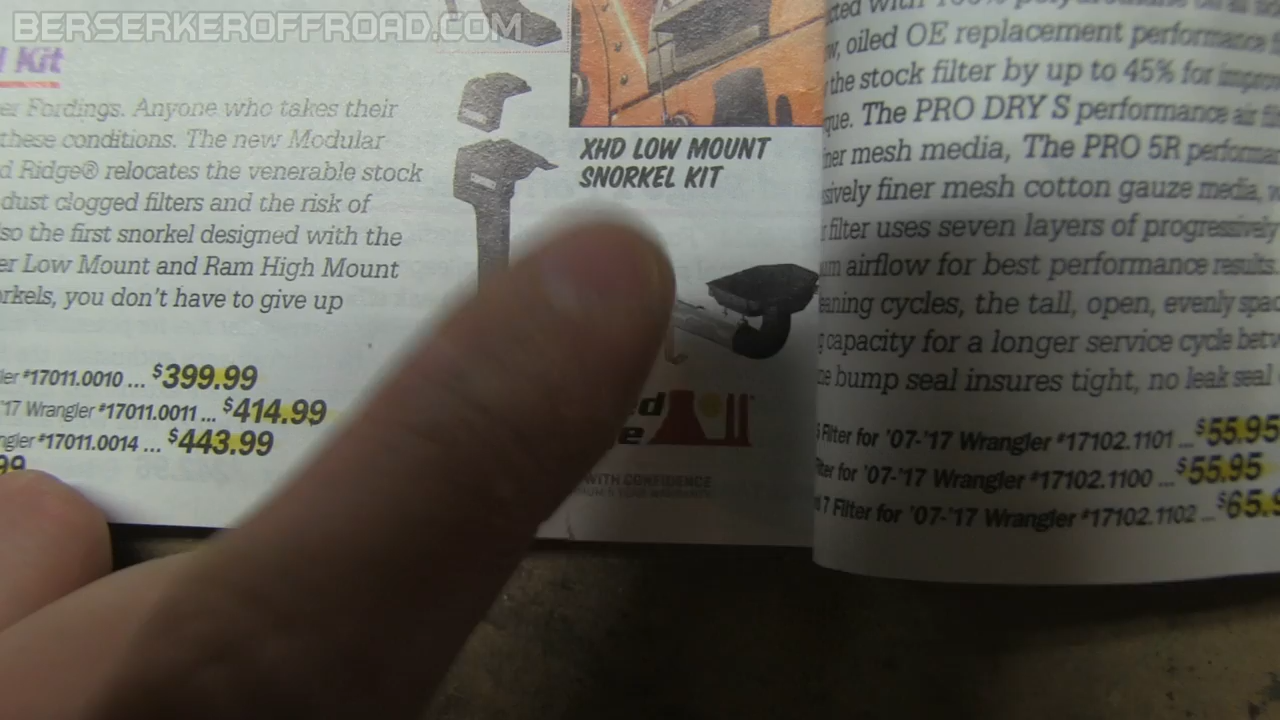 BERSERKEROFFROAD.COM
Kit
Fordings. Anyone who takes their
these conditions. The new Modular
Ridge® relocates the venerable stock
dust clogged filters and the risk of
the first snorkel designed with the
Low Mount and Ram High Mount
you don't have to give up
#17011.0010 ... $399.99
'17 Wrangler #17011.0011 ... $414.99
#17011.0014 ... $443.99
99
XHD LOW MOUNT
SNORKEL KIT
WITH CONFIDENCE
oiled OE replacement performance
the stock filter by up to 45% for
The PRO DRY S performance air
mesh media, The PRO 5R
finer mesh cotton gauze media,
filter uses seven layers of progressively
airflow for best performance results.
cycles, the tall, open, evenly
capacity for a longer service cycle
bump seal insures tight, no leak seal
Filter for '07-'17 Wrangler #17102.1101 ... $55.95
for '07-'17 Wrangler #17102.1100 ... $55.95
7 Filter for '07-'17 Wrangler #17102.1102 ... $65.9